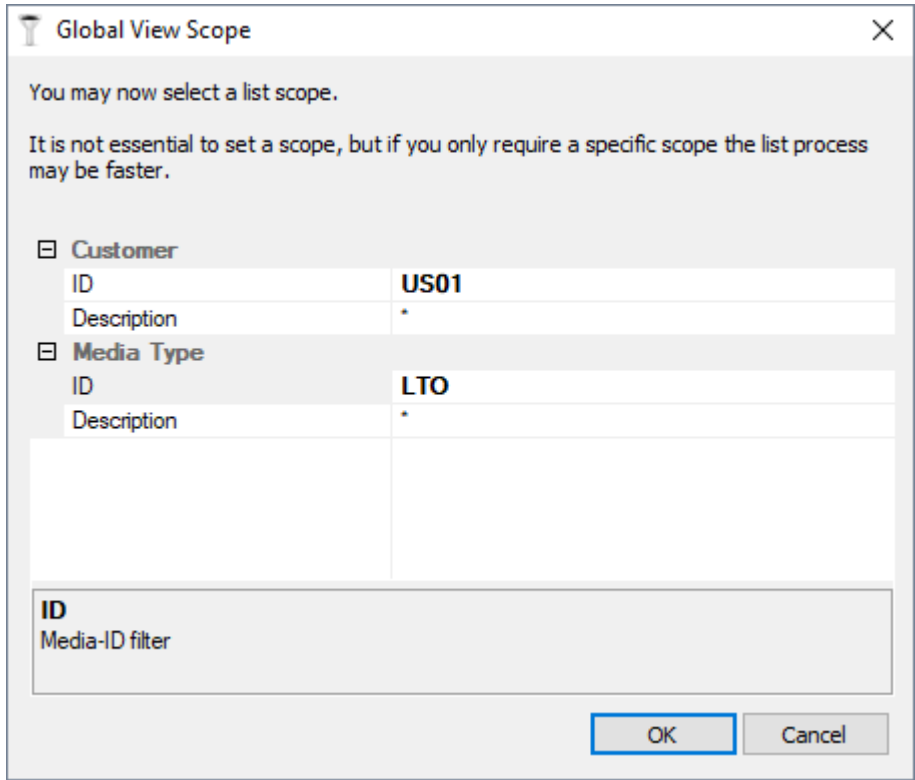 Global View Scope
You may now select a list scope.
It is not essential to set a scope, but if you only require a specific scope the list process
may be faster.
Customer
ID US01
Description *
Media Type
ID LTO
Description *
ID
Media-ID filter
OK Cancel